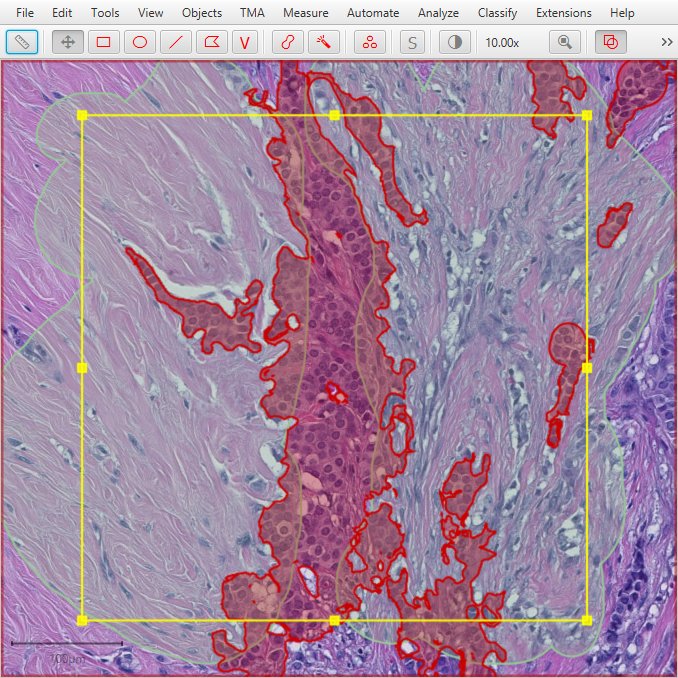 File Edit Tools View Objects TMA Measure Automate Analyze Classify Extensions Help
V S 10.00x »
100µm